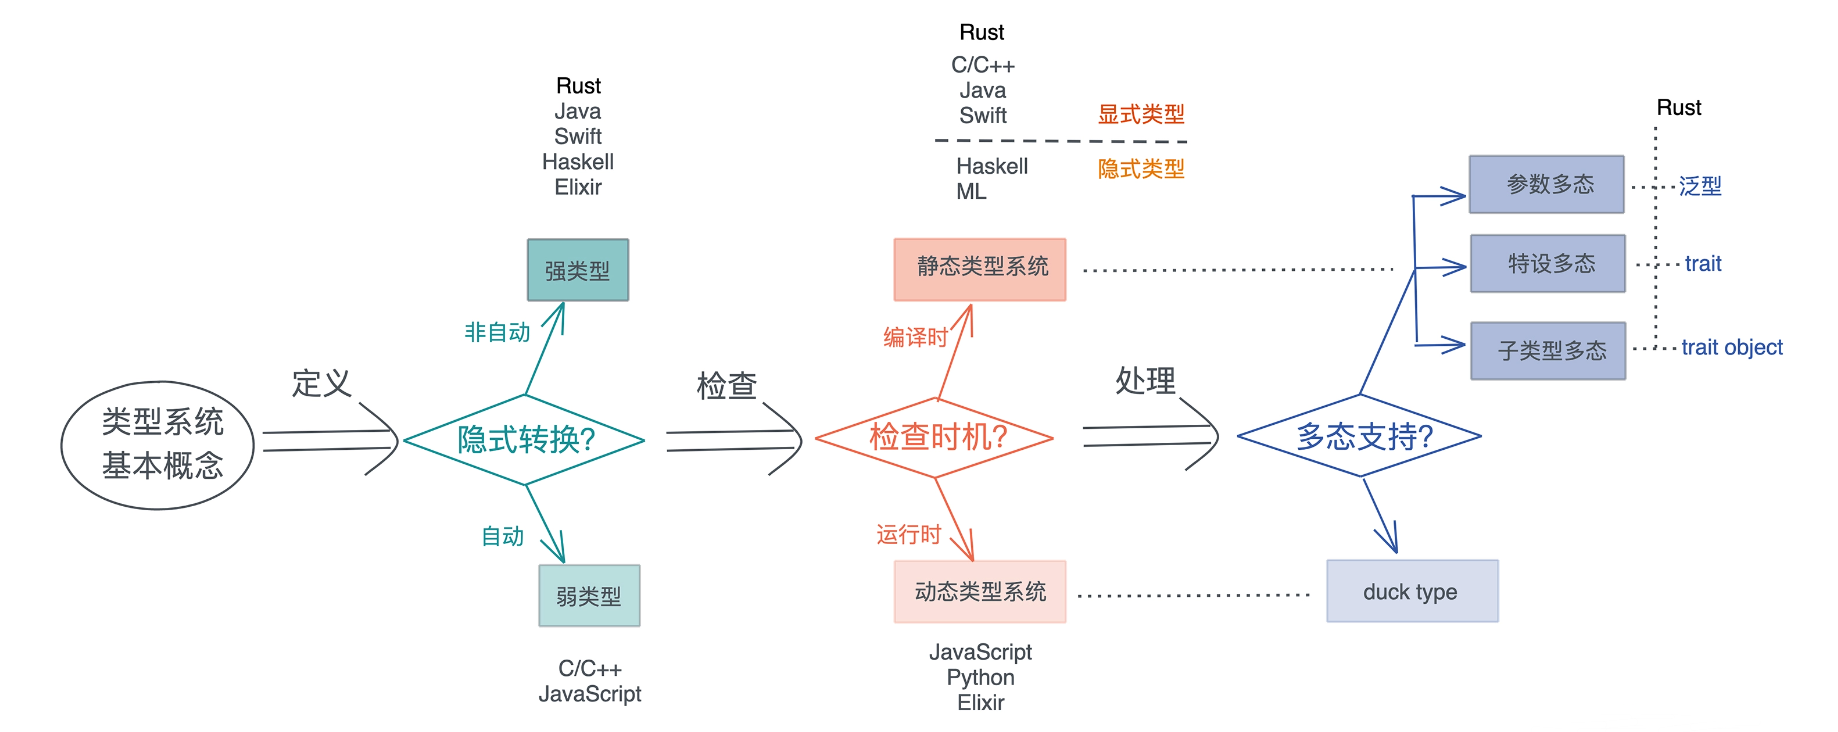 类型系统
基本概念
定义
Rust
Java
Swift
Haskell
Elixir
强类型
非自动
隐式转换?
自动
弱类型
C/C++
JavaScript
检查
Rust
C/C++
Java
Swift
显式类型
Haskell
隐式类型
ML
静态类型系统
编译时
检查时机?
运行时
动态类型系统
JavaScript
Python
Elixir
处理
多态支持?
Rust
参数多态
泛型
特设多态
trait
子类型多态
trait object
duck type